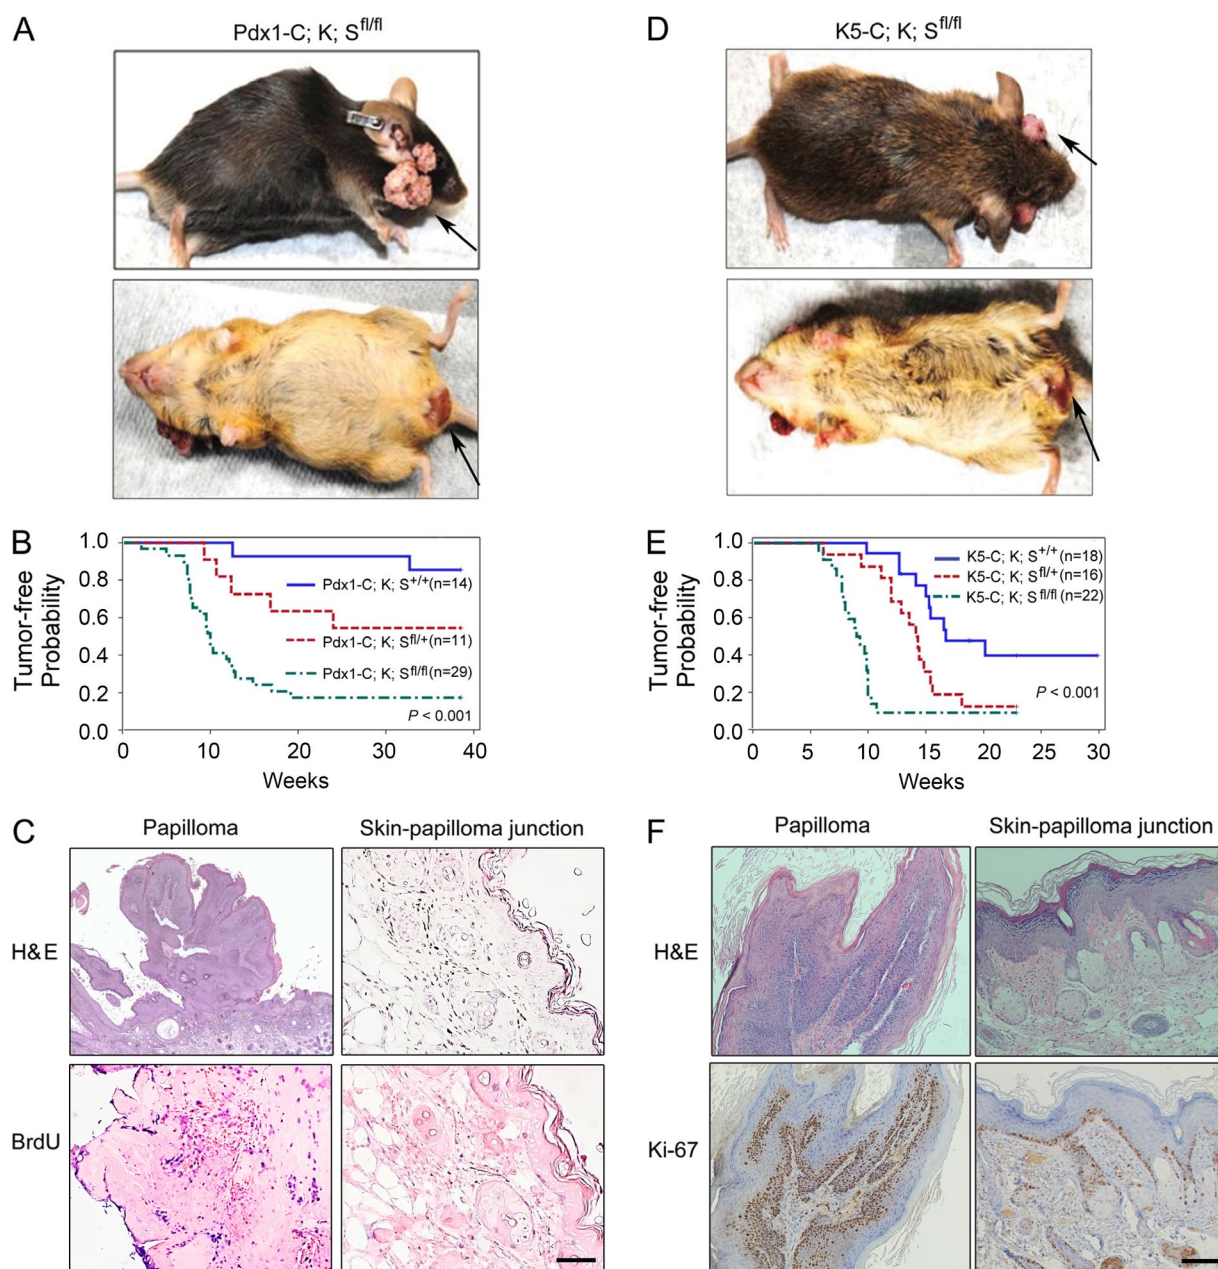 A
Pdx1-C; K; S^fl/fl
D
K5-C; K; S^fl/fl
B
Tumor-free
Probability
1.0
0.8
0.6
0.4
0.2
0.0
Pdx1-C; K; S^+/+(n=14)
Pdx1-C; K; S^fl/+(n=11)
Pdx1-C; K; S^fl/fl(n=29)
P < 0.001
0 10 20 30 40
Weeks
E
Tumor-free
Probability
1.0
0.8
0.6
0.4
0.2
0.0
K5-C; K; S^+/+(n=18)
K5-C; K; S^fl/+(n=16)
K5-C; K; S^fl/fl(n=22)
P < 0.001
0 5 10 15 20 25 30
Weeks
C
Papilloma
Skin-papilloma junction
H&E
BrdU
F
Papilloma
Skin-papilloma junction
H&E
Ki-67